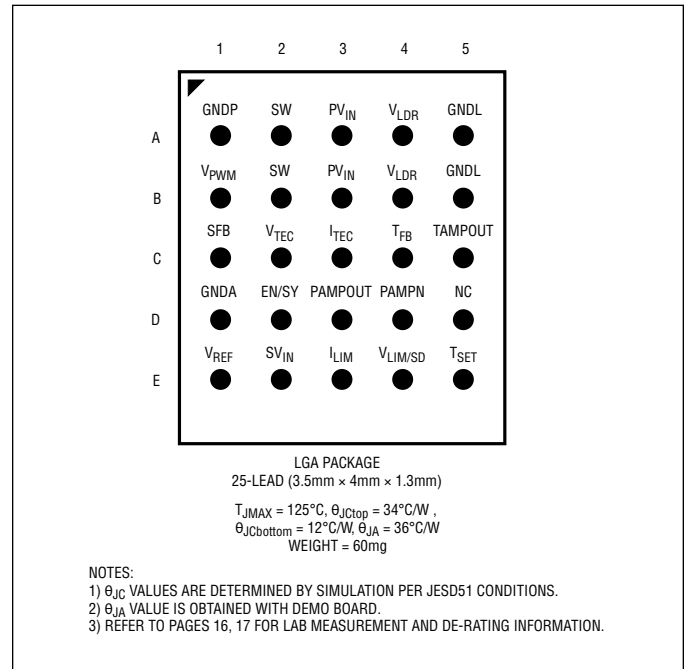 1 2 3 4 5
GNDP SW PVIN VLDR GNDL
A
VPWM SW PVIN VLDR GNDL
B
SFB VTEC ITEC TFB TAMPOUT
C
GNDA EN/SY PAMPOUT PAMPN NC
D
VREF SVIN ILIM VLIM/SD TSET
E
LGA PACKAGE
25-LEAD (3.5mm × 4mm × 1.3mm)
TJMAX = 125°C, θJCtop = 34°C/W ,
θJCbottom = 12°C/W, θJA = 36°C/W
WEIGHT = 60mg
NOTES:
1) θJC VALUES ARE DETERMINED BY SIMULATION PER JESD51 CONDITIONS.
2) θJA VALUE IS OBTAINED WITH DEMO BOARD.
3) REFER TO PAGES 16, 17 FOR LAB MEASUREMENT AND DE-RATING INFORMATION.